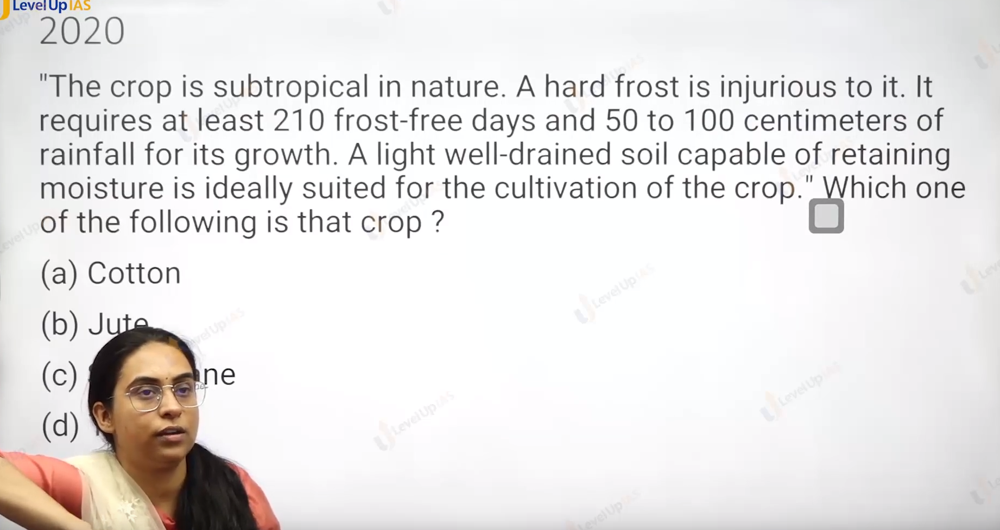 LevelUp IAS
2020
"The crop is subtropical in nature. A hard frost is injurious to it. It
requires at least 210 frost-free days and 50 to 100 centimeters of
rainfall for its growth. A light well-drained soil capable of retaining
moisture is ideally suited for the cultivation of the crop." Which one
of the following is that crop ?
(a) Cotton
(b) Jute
(c)
(d)